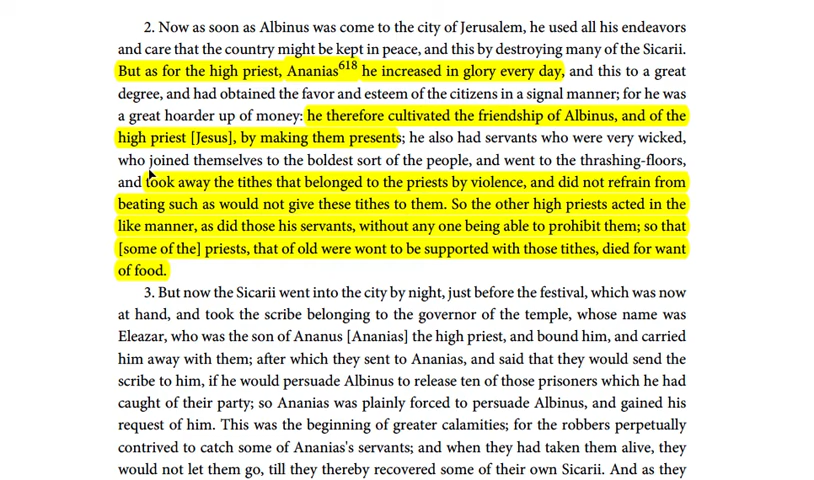 2. Now as soon as Albinus was come to the city of Jerusalem, he used all his endeavors
and care that the country might be kept in peace, and this by destroying many of the Sicarii.
But as for the high priest, Ananias618 he increased in glory every day, and this to a great
degree, and had obtained the favor and esteem of the citizens in a signal manner; for he was
a great hoarder up of money: he therefore cultivated the friendship of Albinus, and of the
high priest [Jesus], by making them presents; he also had servants who were very wicked,
who joined themselves to the boldest sort of the people, and went to the thrashing-floors,
and took away the tithes that belonged to the priests by violence, and did not refrain from
beating such as would not give these tithes to them. So the other high priests acted in the
like manner, as did those his servants, without any one being able to prohibit them; so that
[some of the] priests, that of old were wont to be supported with those tithes, died for want
of food.
3. But now the Sicarii went into the city by night, just before the festival, which was now
at hand, and took the scribe belonging to the governor of the temple, whose name was
Eleazar, who was the son of Ananus [Ananias] the high priest, and bound him, and carried
him away with them; after which they sent to Ananias, and said that they would send the
scribe to him, if he would persuade Albinus to release ten of those prisoners which he had
caught of their party; so Ananias was plainly forced to persuade Albinus, and gained his
request of him. This was the beginning of greater calamities; for the robbers perpetually
contrived to catch some of Ananias's servants; and when they had taken them alive, they
would not let them go, till they thereby recovered some of their own Sicarii. And as they